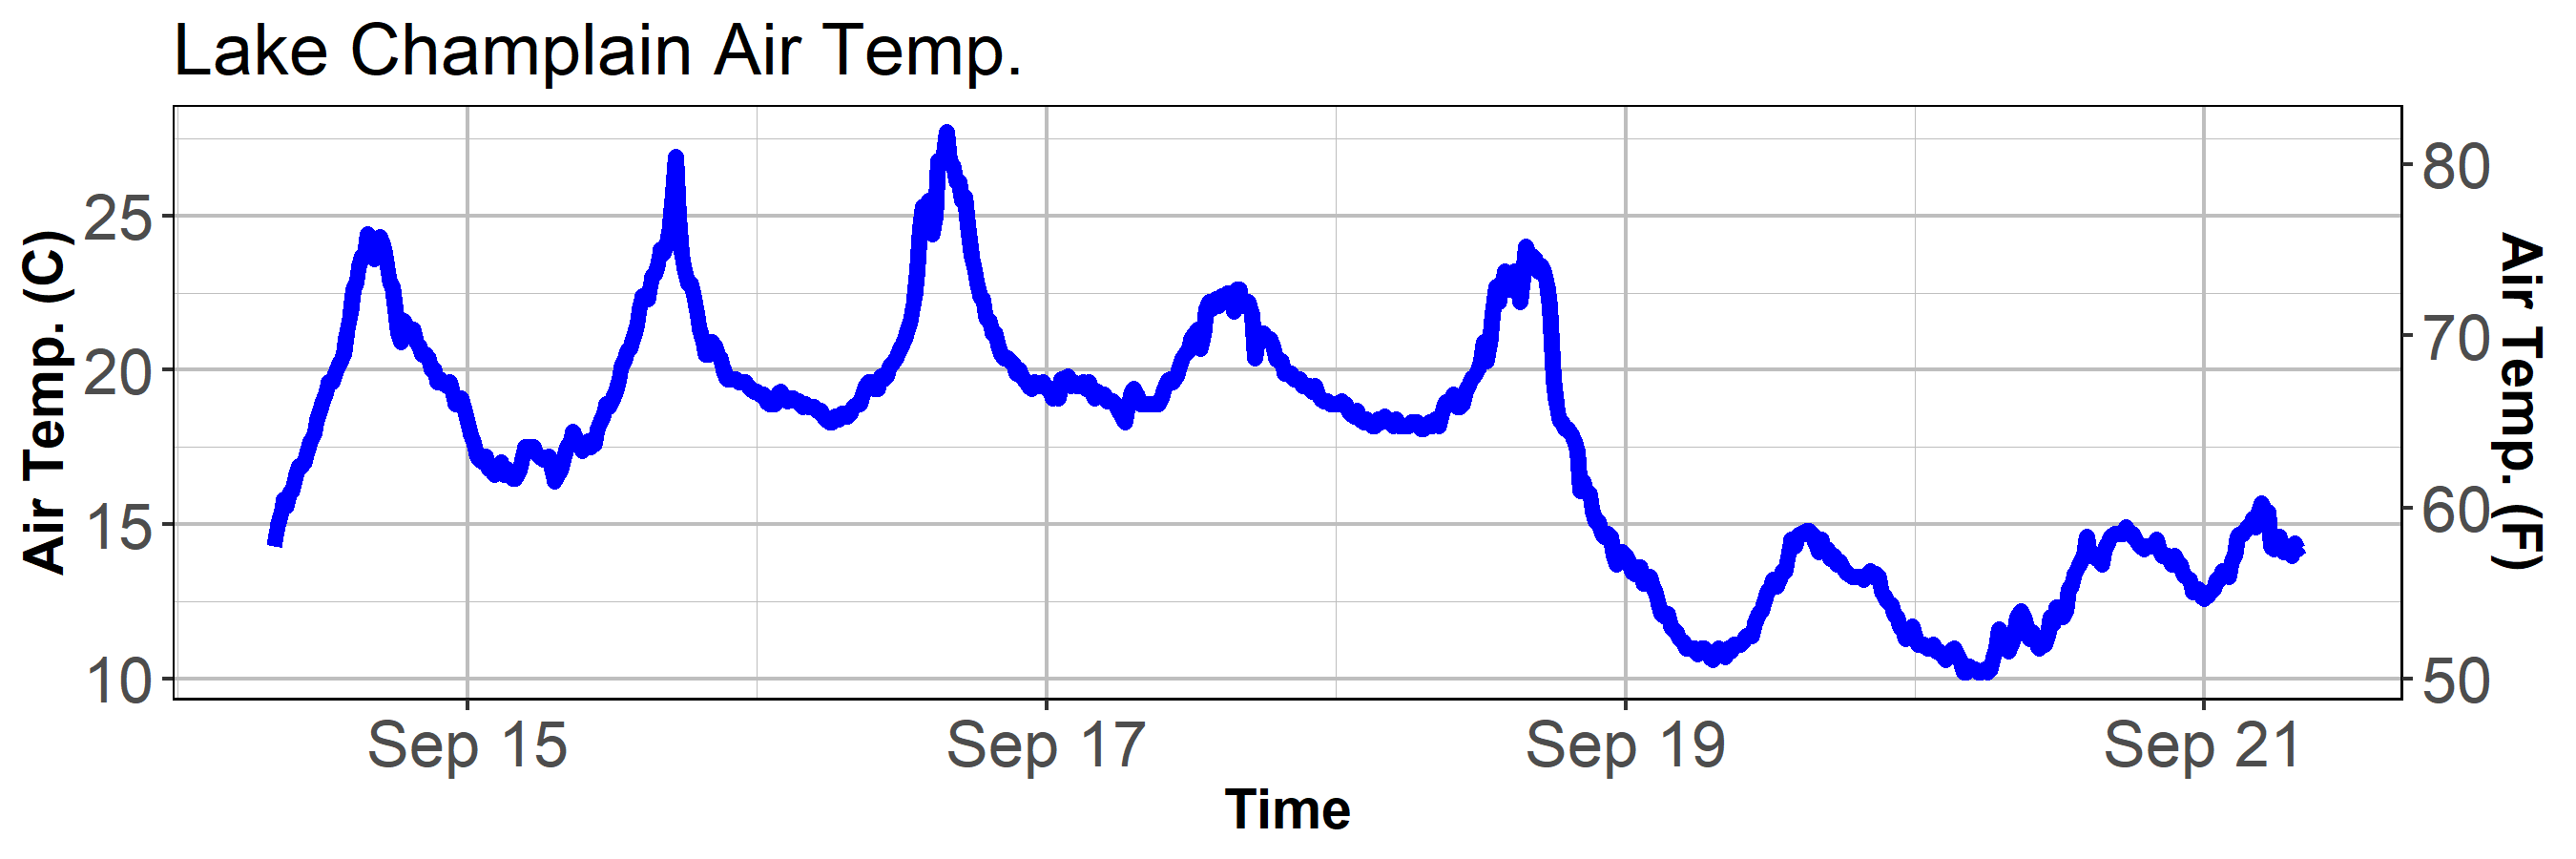 Lake Champlain Air Temp.
Air Temp. (C)
25
20
15
10
80
70
60
50
Air Temp. (F)
Sep 15
Sep 17
Sep 19
Sep 21
Time